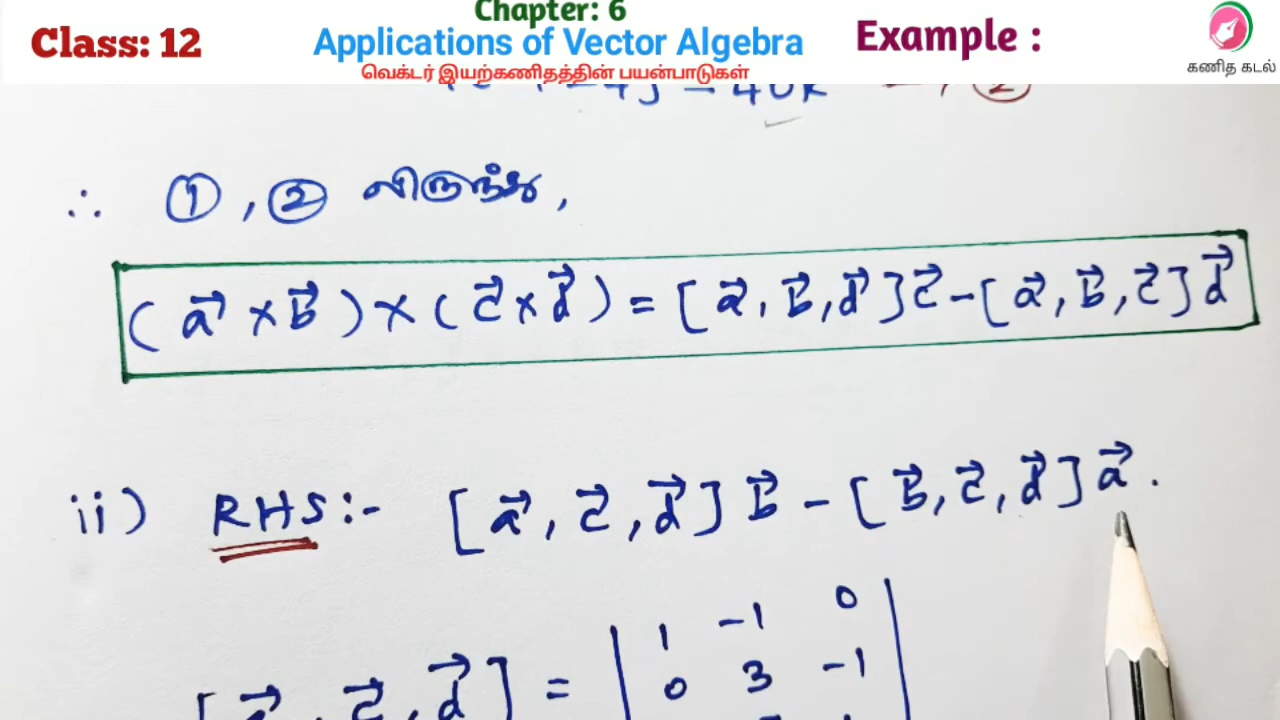 Chapter: 6
Class: 12
Applications of Vector Algebra
Example :
வெக்டர் இயற்கணிதத்தின் பயன்பாடுகள்
கணித கடல்
∴ ①, ② லிருந்து,
(a⃗ × b⃗) × (c⃗ × d⃗) = [a⃗, b⃗, d⃗] c⃗ - [a⃗, b⃗, c⃗] d⃗
ii) RHS:- [a⃗, c⃗, d⃗] b⃗ - [b⃗, c⃗, d⃗] a⃗.
1 -1 0
[a⃗, c⃗, d⃗] = 0 3 -1